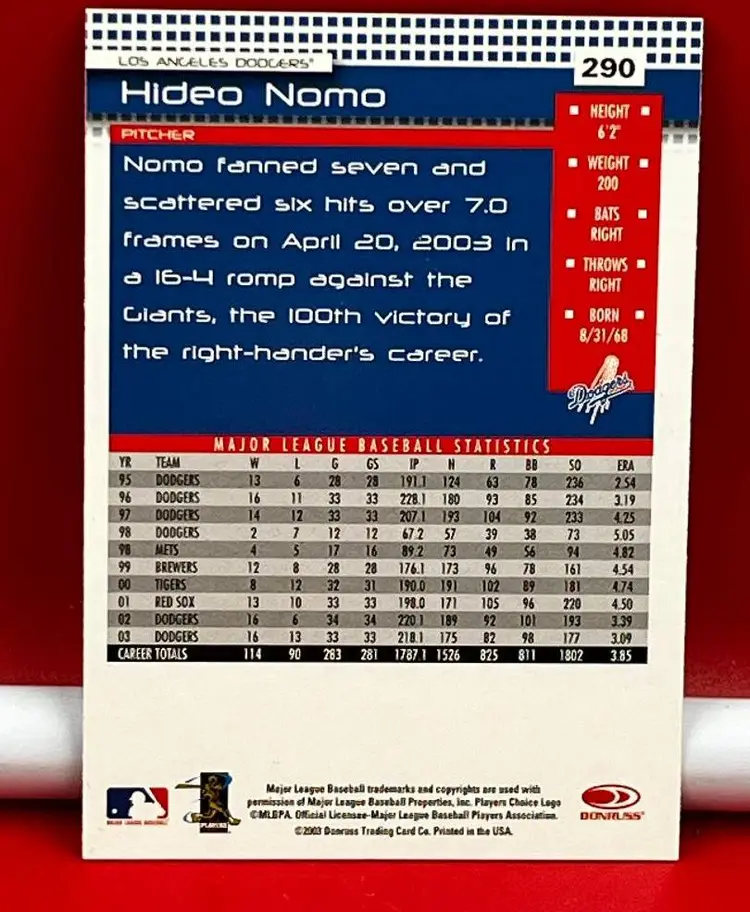 LOS ANGELES DODGERS®
290
Hideo Nomo
PITCHER
HEIGHT
6'2"
WEIGHT
200
BATS
RIGHT
THROWS
RIGHT
BORN
8/31/68
Dodgers
Nomo fanned seven and
scattered six hits over 7.0
frames on April 20, 2003 in
a 16-4 romp against the
Giants, the 100th victory of
the right-hander's career.
MAJOR LEAGUE BASEBALL STATISTICS
YR TEAM W L G GS IP H R BB SO ERA
95 DODGERS 13 6 28 28 191.1 124 63 78 236 2.54
96 DODGERS 16 11 33 33 228.1 180 93 85 234 3.19
97 DODGERS 14 12 33 33 207.1 193 104 92 233 4.25
98 DODGERS 2 7 12 12 67.2 57 39 38 73 5.05
98 METS 4 5 17 16 89.2 73 49 56 94 4.82
99 BREWERS 12 8 28 28 176.1 173 96 78 161 4.54
00 TIGERS 8 12 32 31 190.0 191 102 89 181 4.74
01 RED SOX 13 10 33 33 198.0 171 105 96 220 4.50
02 DODGERS 16 6 34 34 220.1 189 92 101 193 3.39
03 DODGERS 16 13 33 33 218.1 175 82 98 177 3.09
CAREER TOTALS 114 90 283 281 1787.1 1526 825 811 1802 3.85
Major League Baseball trademarks and copyrights are used with
permission of Major League Baseball Properties, Inc. Players Choice Logo
©MLBPA. Official Licensee-Major League Baseball Players Association.
©2003 Donruss Trading Card Co. Printed in the USA.
MAJOR LEAGUE BASEBALL
PLAYERS
DONRUSS®